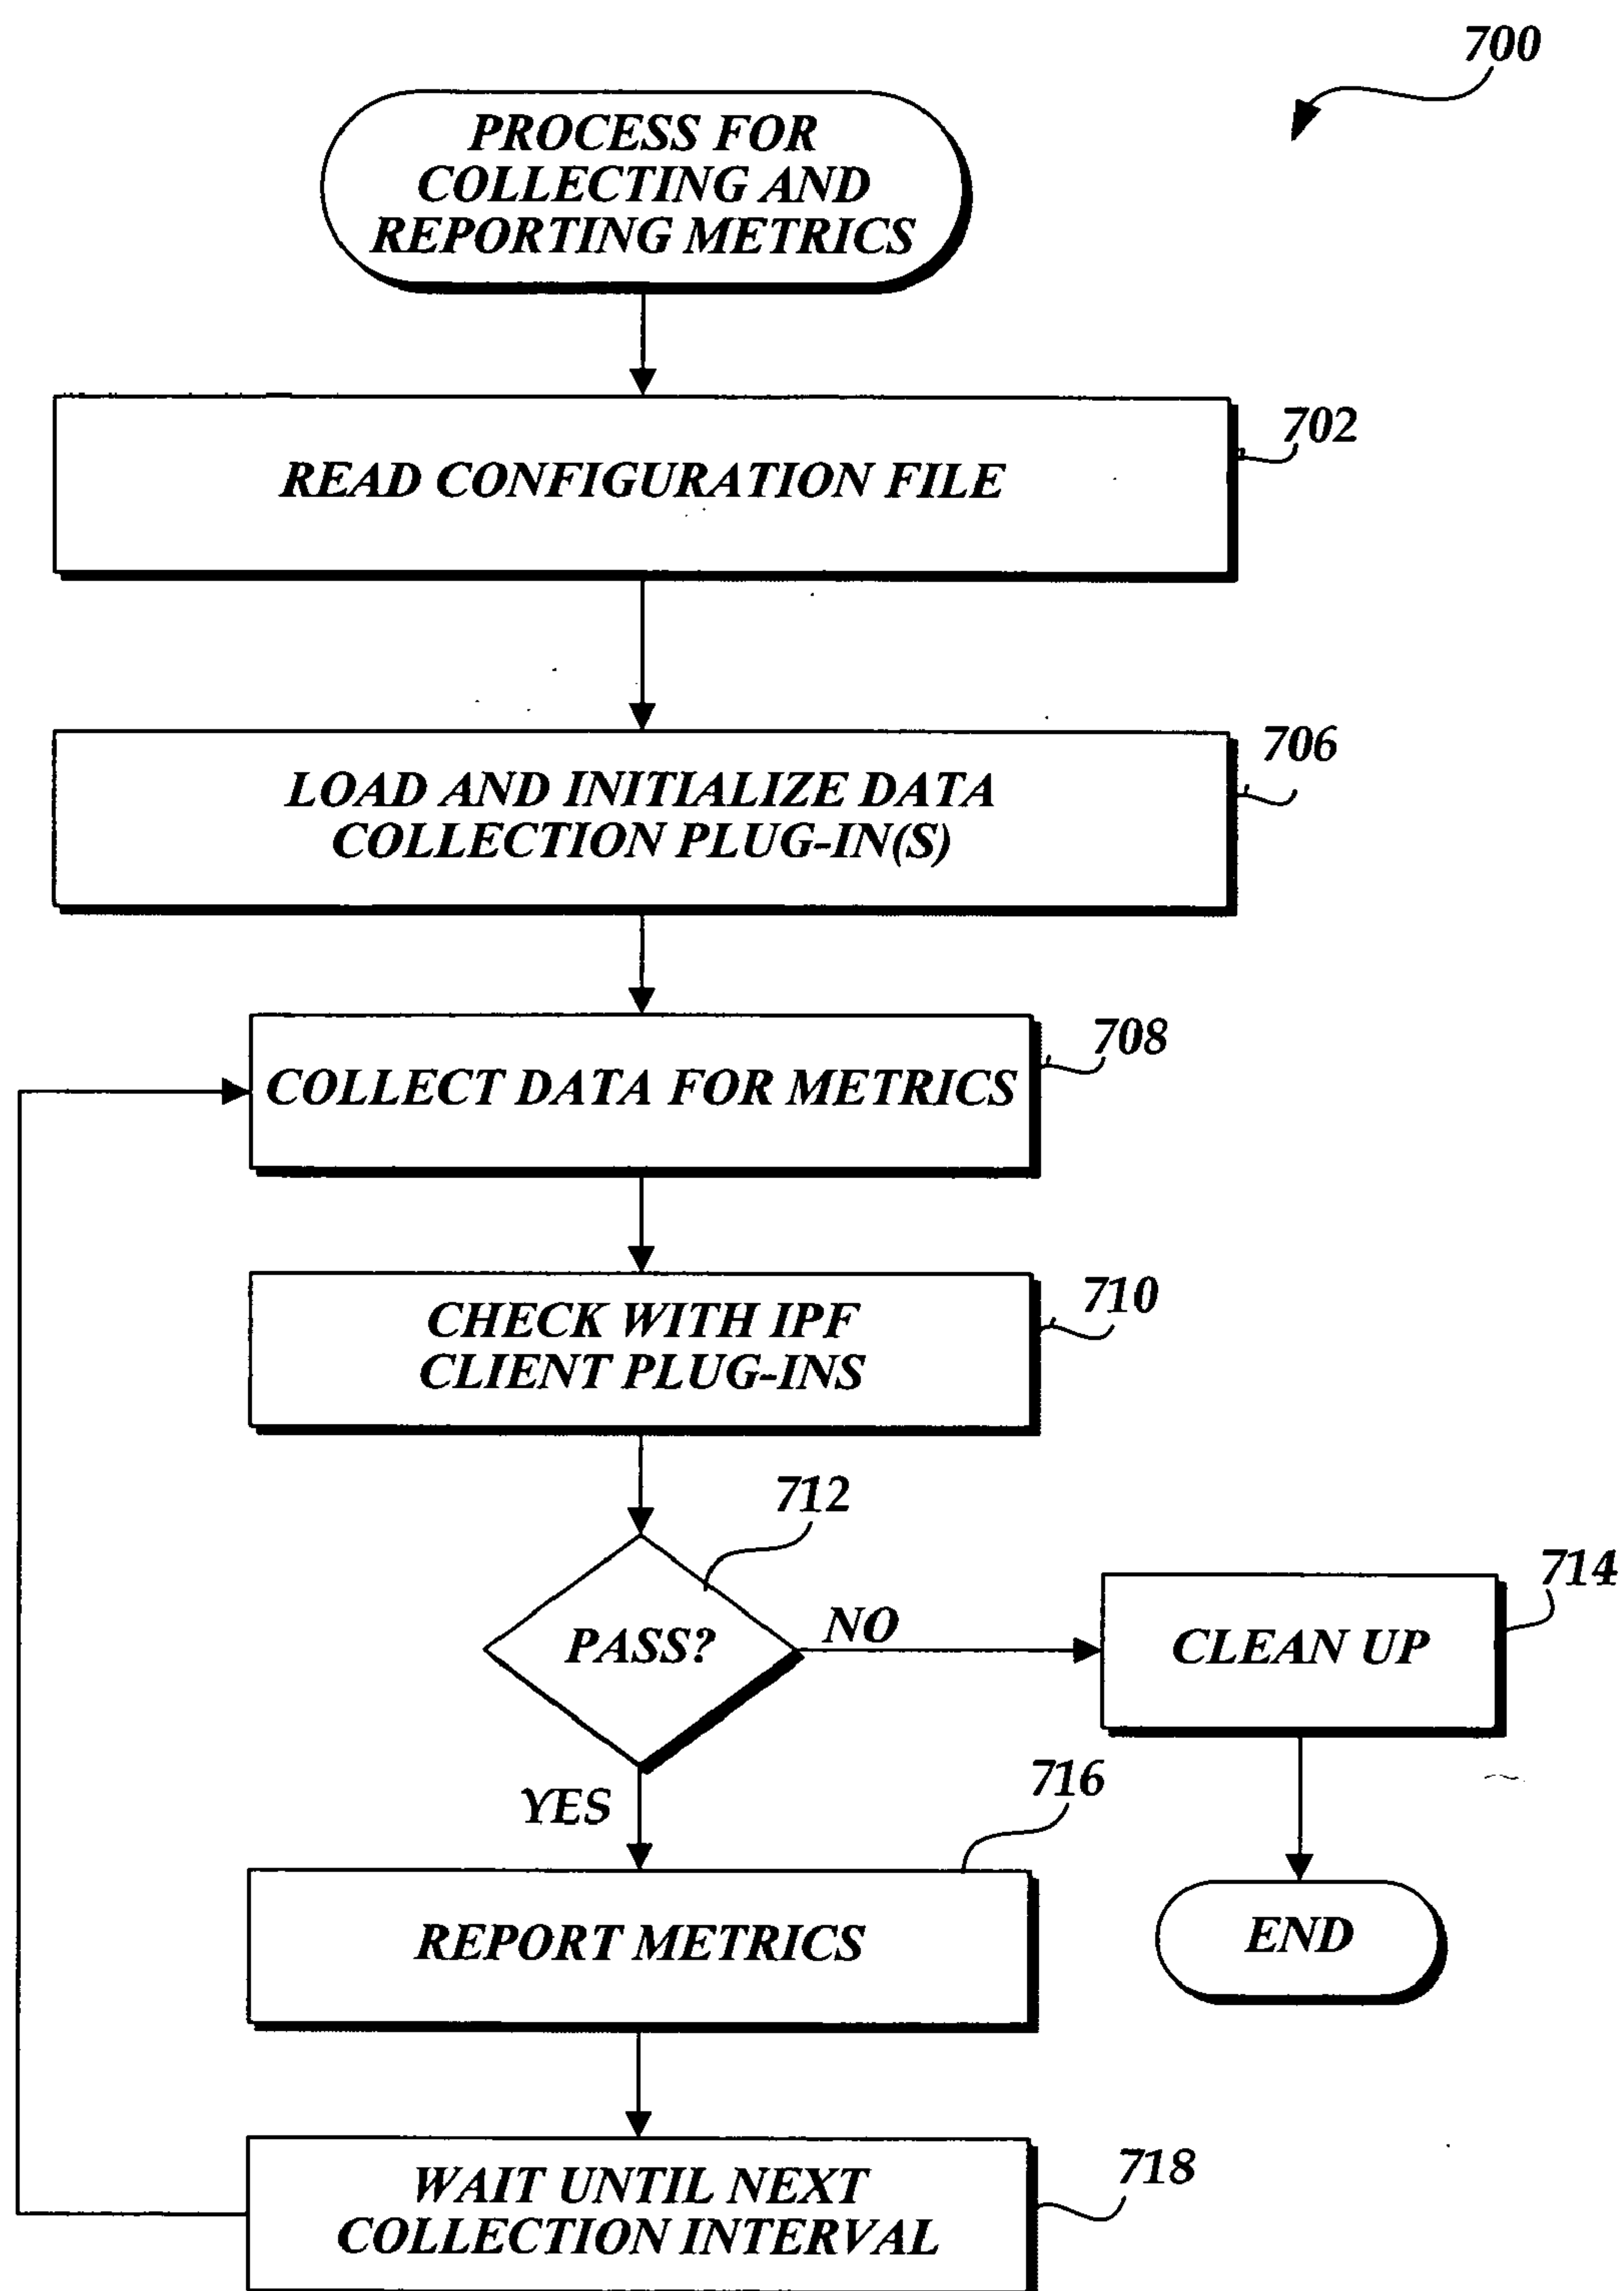 700
PROCESS FOR
COLLECTING AND
REPORTING METRICS
702
READ CONFIGURATION FILE
706
LOAD AND INITIALIZE DATA
COLLECTION PLUG-IN(S)
708
COLLECT DATA FOR METRICS
710
CHECK WITH IPF
CLIENT PLUG-INS
712
PASS?
NO
714
CLEAN UP
YES
716
REPORT METRICS
END
718
WAIT UNTIL NEXT
COLLECTION INTERVAL